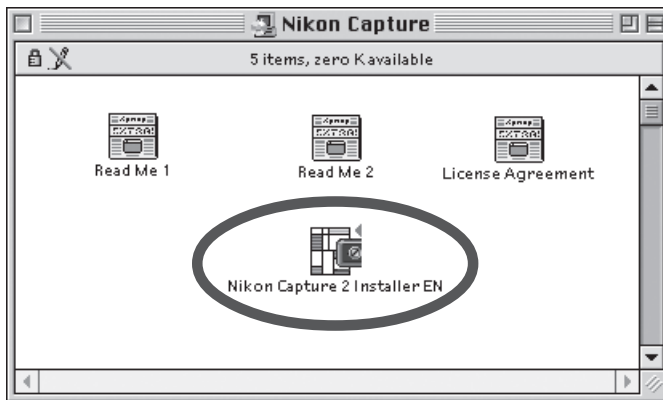 Nikon Capture
5 items, zero K available
Read Me 1
Read Me 2
License Agreement
Nikon Capture 2 Installer EN